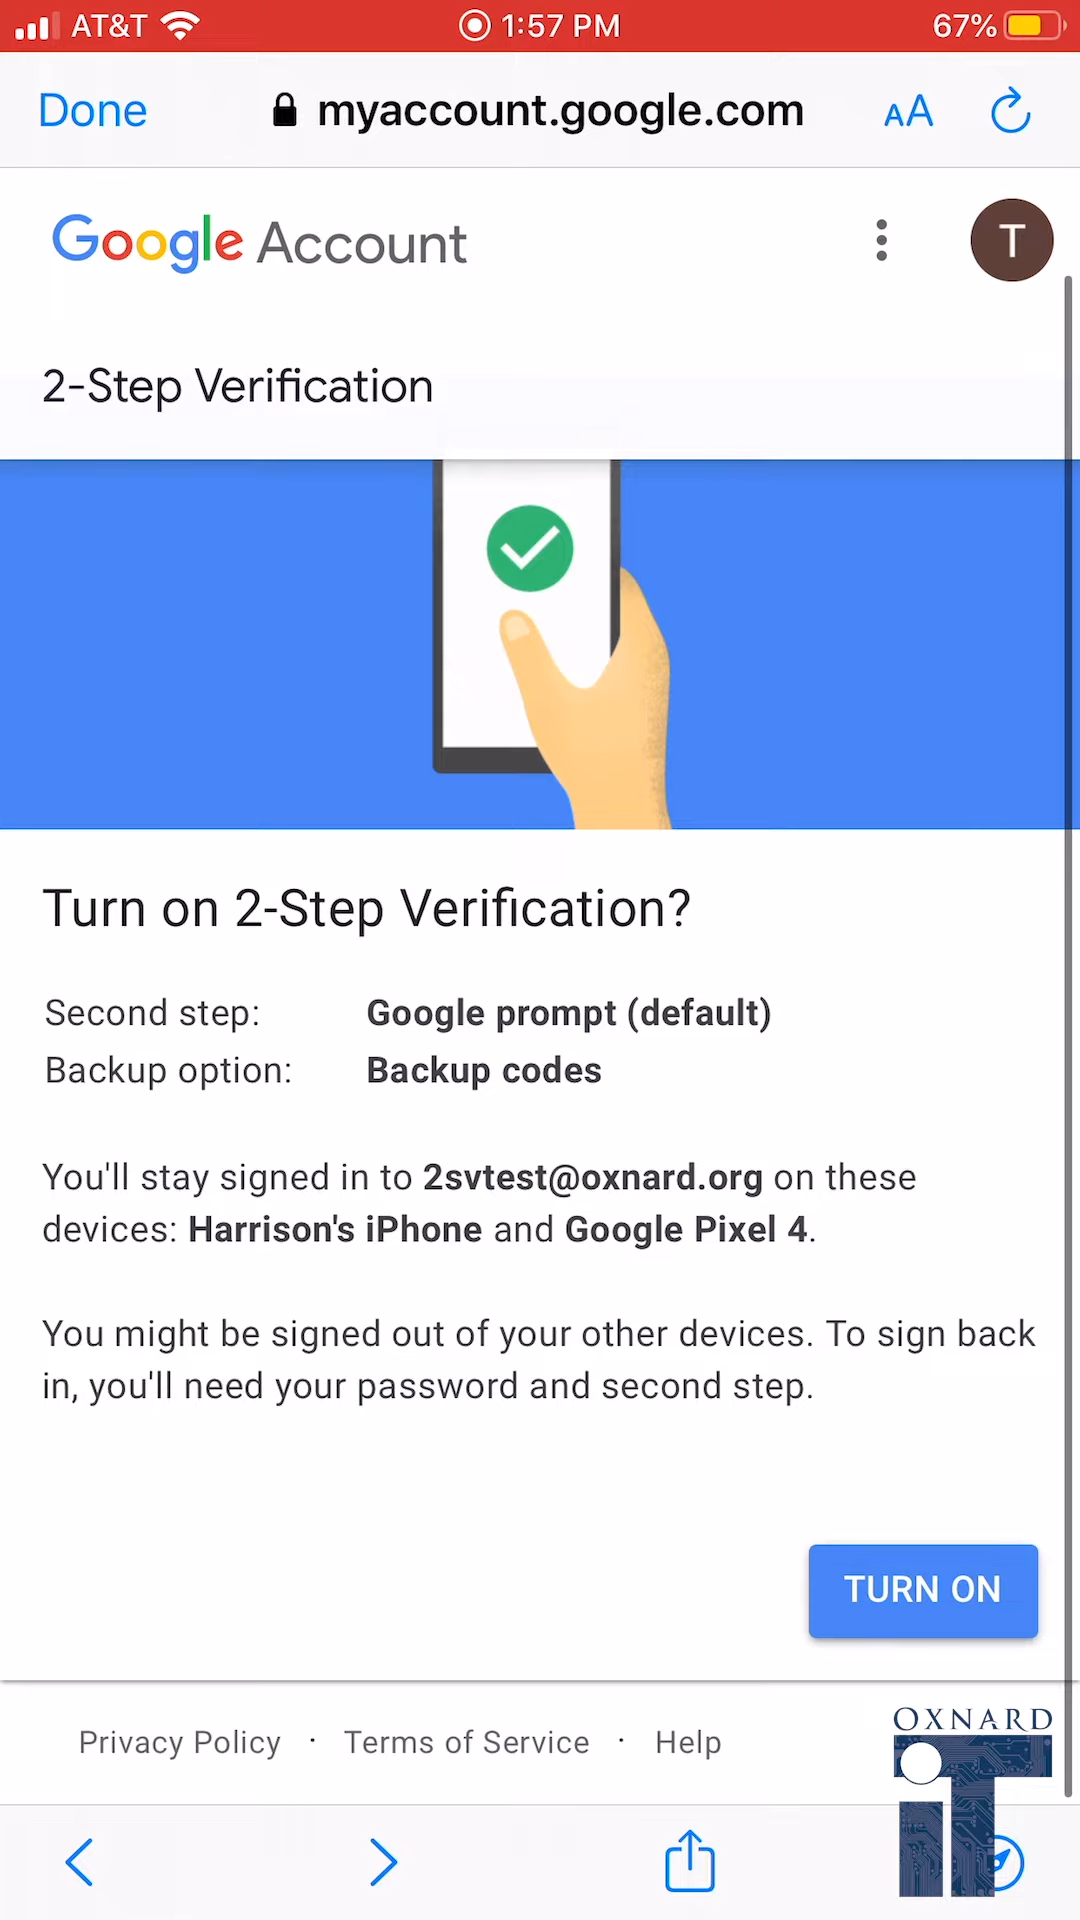 AT&T 1:57 PM 67%
Done myaccount.google.com AA
Google Account T
2-Step Verification
Turn on 2-Step Verification?
Second step: Google prompt (default)
Backup option: Backup codes
You'll stay signed in to 2svtest@oxnard.org on these
devices: Harrison's iPhone and Google Pixel 4.
You might be signed out of your other devices. To sign back
in, you'll need your password and second step.
TURN ON
Privacy Policy · Terms of Service · Help
OXNARD
iT